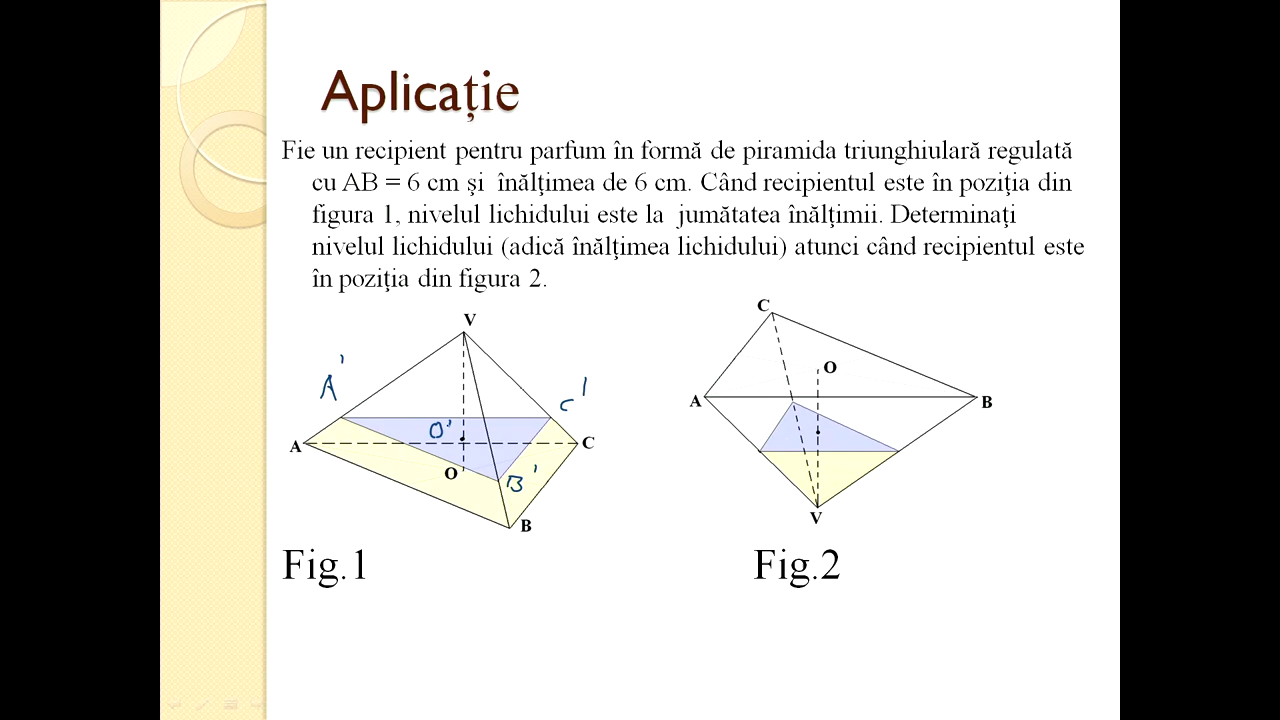 Aplicație
Fie un recipient pentru parfum în formă de piramida triunghiulară regulată
cu AB = 6 cm şi înălţimea de 6 cm. Când recipientul este în poziţia din
figura 1, nivelul lichidului este la jumătatea înălţimii. Determinaţi
nivelul lichidului (adică înălţimea lichidului) atunci când recipientul este
în poziţia din figura 2.
V
A'
C'
O'
A
C
O
B'
B
C
O
A
B
V
Fig.1
Fig.2